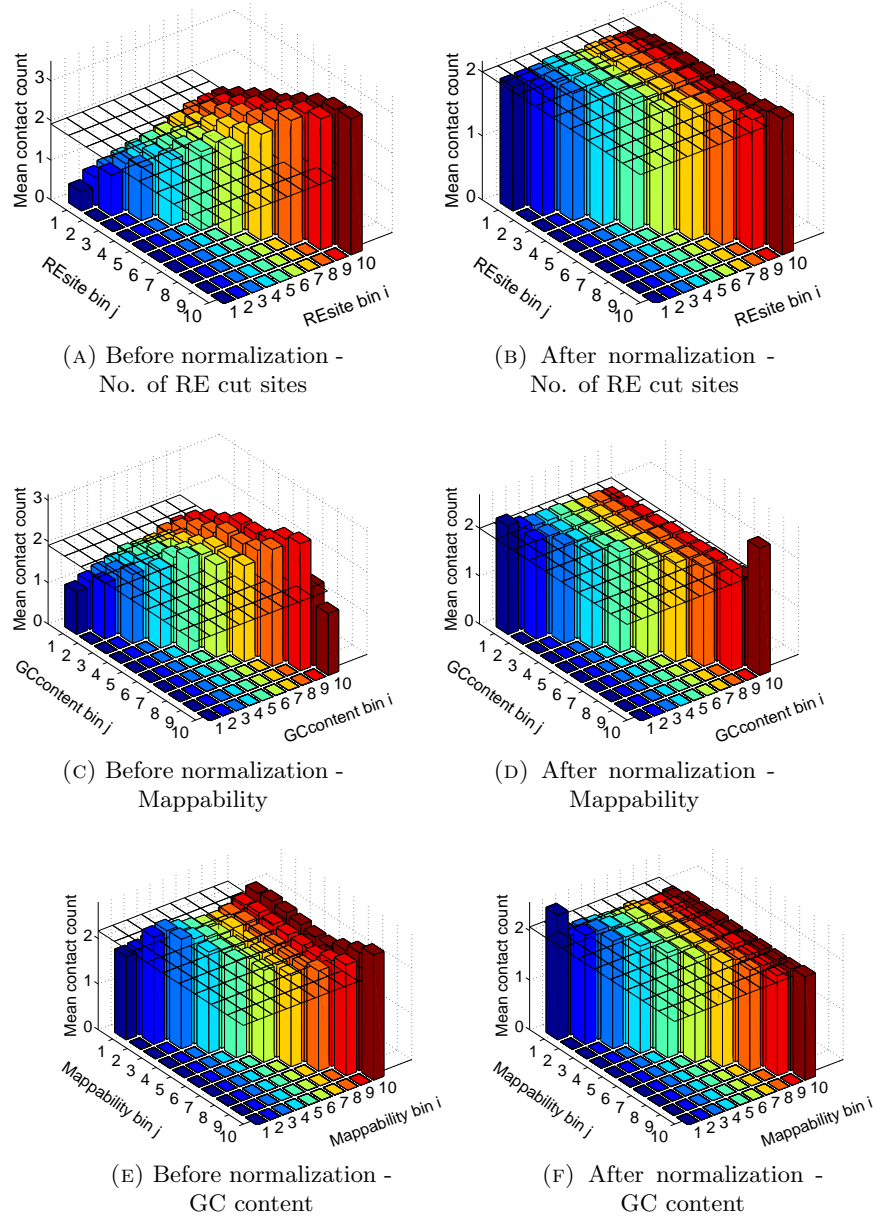 Mean contact count
3
2
1
0
1 2 3 4 5 6 7 8 9 10
REsite bin j
1 2 3 4 5 6 7 8 9 10
REsite bin i
(A) Before normalization -
No. of RE cut sites
Mean contact count
2
1
0
1 2 3 4 5 6 7 8 9 10
REsite bin j
1 2 3 4 5 6 7 8 9 10
REsite bin i
(B) After normalization -
No. of RE cut sites
Mean contact count
3
2
1
0
1 2 3 4 5 6 7 8 9 10
GCcontent bin j
1 2 3 4 5 6 7 8 9 10
GCcontent bin i
(C) Before normalization -
Mappability
Mean contact count
2
1
0
1 2 3 4 5 6 7 8 9 10
GCcontent bin j
1 2 3 4 5 6 7 8 9 10
GCcontent bin i
(D) After normalization -
Mappability
Mean contact count
2
1
0
1 2 3 4 5 6 7 8 9 10
Mappability bin j
1 2 3 4 5 6 7 8 9 10
Mappability bin i
(E) Before normalization -
GC content
Mean contact count
2
1
0
1 2 3 4 5 6 7 8 9 10
Mappability bin j
1 2 3 4 5 6 7 8 9 10
Mappability bin i
(F) After normalization -
GC content